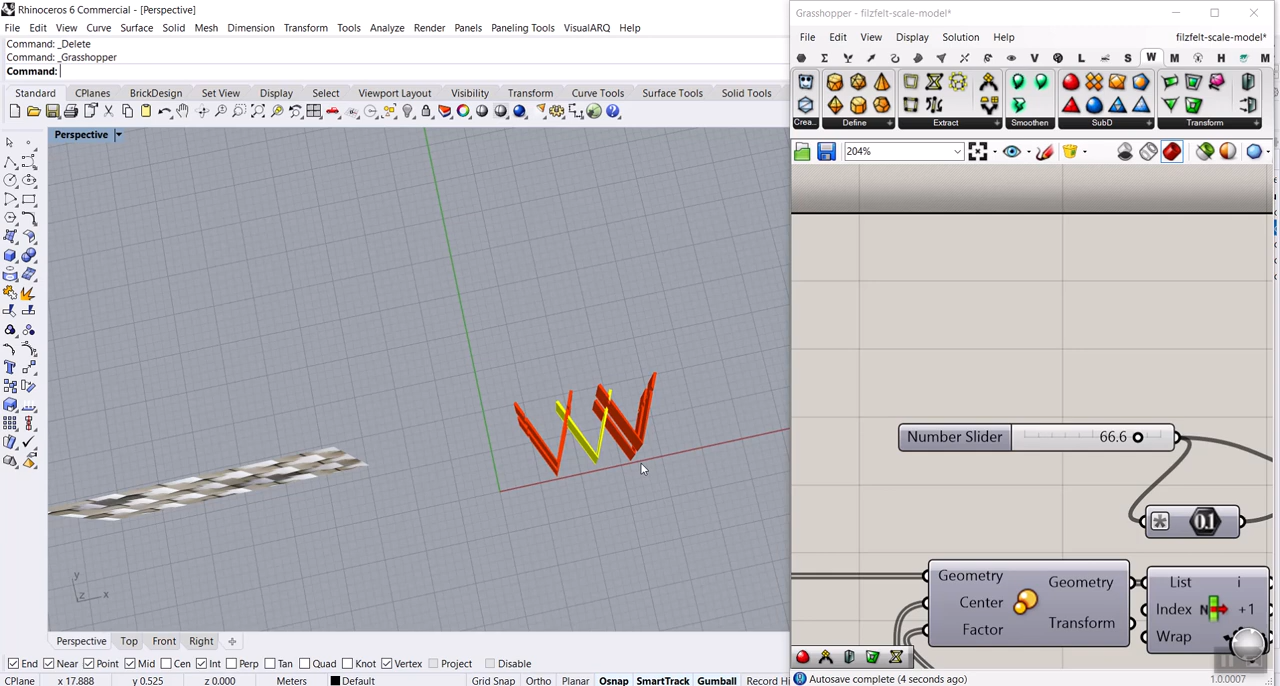 Rhinoceros 6 Commercial - [Perspective]
File Edit View Curve Surface Solid Mesh Dimension Transform Tools Analyze Render Panels Paneling Tools VisualARQ Help
Command: _Delete
Command: _Grasshopper
Command:
Standard CPlanes BrickDesign Set View Display Select Viewport Layout Visibility Transform Curve Tools Surface Tools Solid Tools
Perspective
y
z x
Perspective Top Front Right
End Near Point Mid Cen Int Perp Tan Quad Knot Vertex Project Disable
CPlane x 17.868 y 0.525 z 0.000 Meters Default Grid Snap Ortho Planar Osnap SmartTrack Gumball Record Hi
Grasshopper - filzfelt-scale-model*
File Edit View Display Solution Help filzfelt-scale-model*
V L S W M H M
Crea.. Define Extract Smoothen SubD Transform
204%
Number Slider 66.6
0.1
Geometry Geometry
Center
Factor Transform
List i
Index N +1
Wrap
Autosave complete (4 seconds ago)
1.0.0007